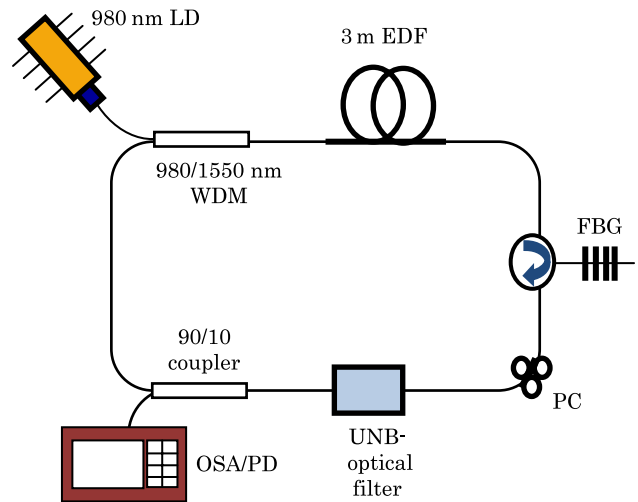 980 nm LD
3 m EDF
980/1550 nm
WDM
FBG
90/10
coupler
PC
OSA/PD
UNB-
optical
filter